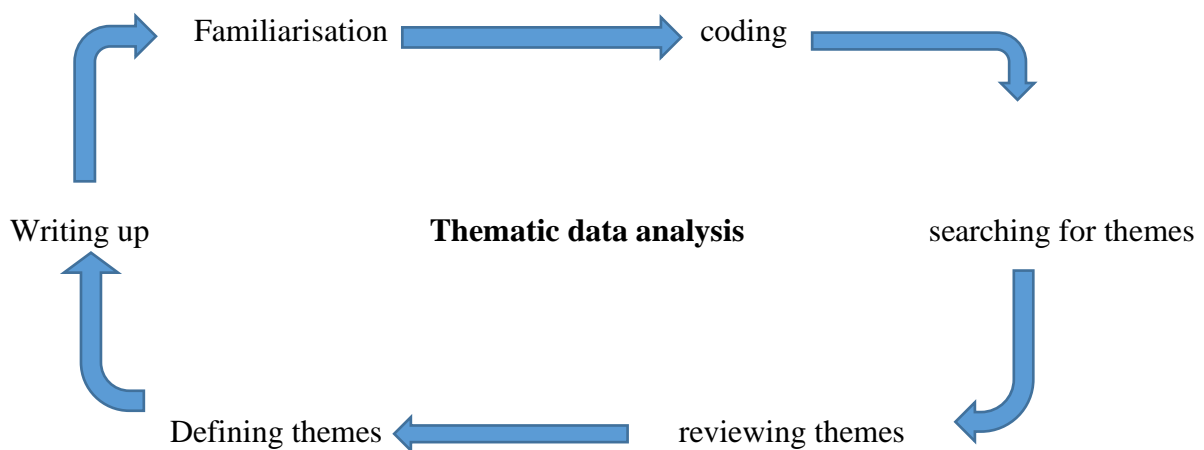 Familiarisation coding
Writing up Thematic data analysis searching for themes
Defining themes reviewing themes